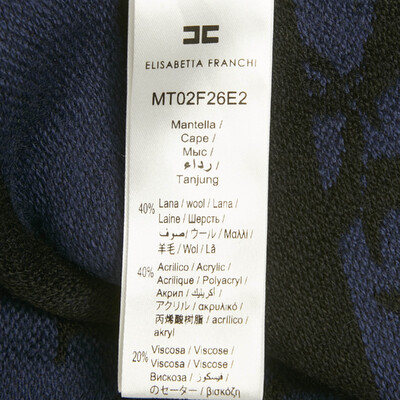 ELISABETTA FRANCHI
MT02F26E2
Mantella /
Cape /
Мыс /
رداء /
Tanjung
40% Lana / wool / Lana /
Laine / Шерсть /
صوف / ウール / Μαλλί /
羊毛 / Wol / Lã
40% Acrilico / Acrylic /
Acrilique / Polyacryl /
Акрил / أكريليك /
アクリル / ακρυλικό /
丙烯酸树脂 / acrílico /
akryl
20% Viscosa / Viscose /
Viscosa / Viscose /
Вискоза / فيسكوز /
のセーター / βισκόζη